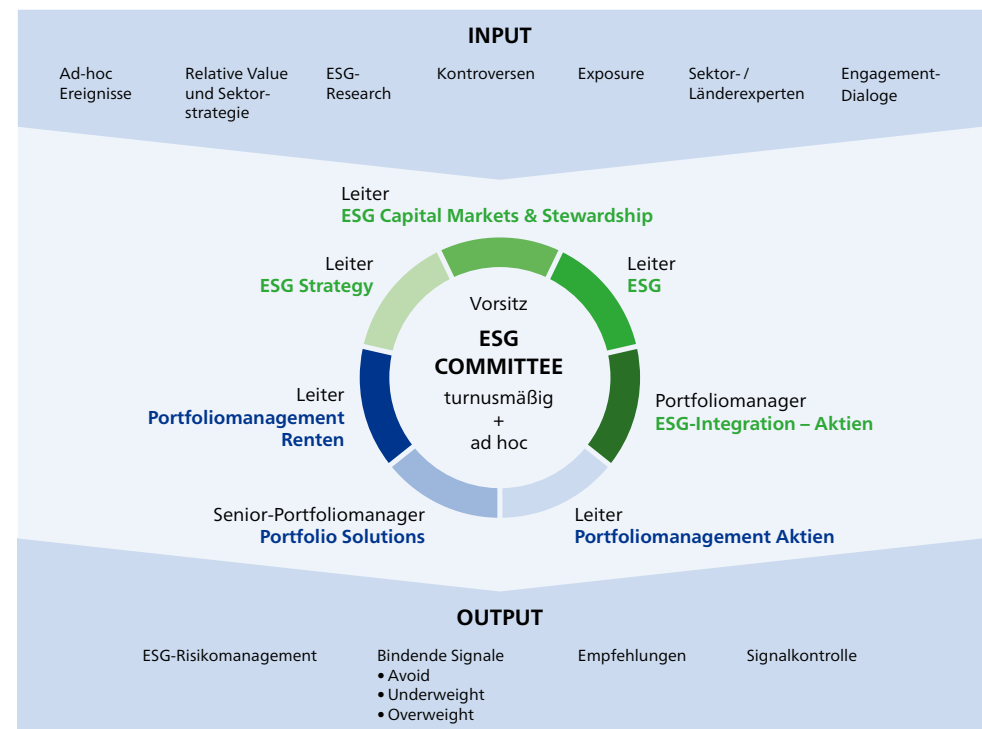 INPUT
Ad-hoc
Ereignisse
Relative Value
und Sektor-
strategie
ESG-
Research
Kontroversen
Exposure
Sektor- /
Länderexperten
Engagement-
Dialoge
Leiter
ESG Capital Markets & Stewardship
Leiter
ESG Strategy
Leiter
ESG
Vorsitz
ESG
COMMITTEE
turnusmäßig
+
ad hoc
Leiter
Portfoliomanagement
Renten
Portfoliomanager
ESG-Integration – Aktien
Senior-Portfoliomanager
Portfolio Solutions
Leiter
Portfoliomanagement Aktien
OUTPUT
ESG-Risikomanagement
Bindende Signale
• Avoid
• Underweight
• Overweight
Empfehlungen
Signalkontrolle